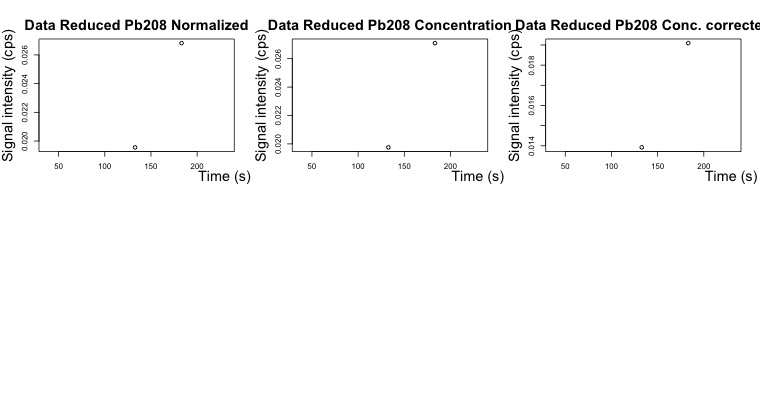 Data Reduced Pb208 Normalized
Signal intensity (cps)
0.020 0.022 0.024 0.026
50 100 150 200
Time (s)
Data Reduced Pb208 Concentration
Signal intensity (cps)
0.020 0.022 0.024 0.026
50 100 150 200
Time (s)
Data Reduced Pb208 Conc. correcte
Signal intensity (cps)
0.014 0.016 0.018
50 100 150 200
Time (s)